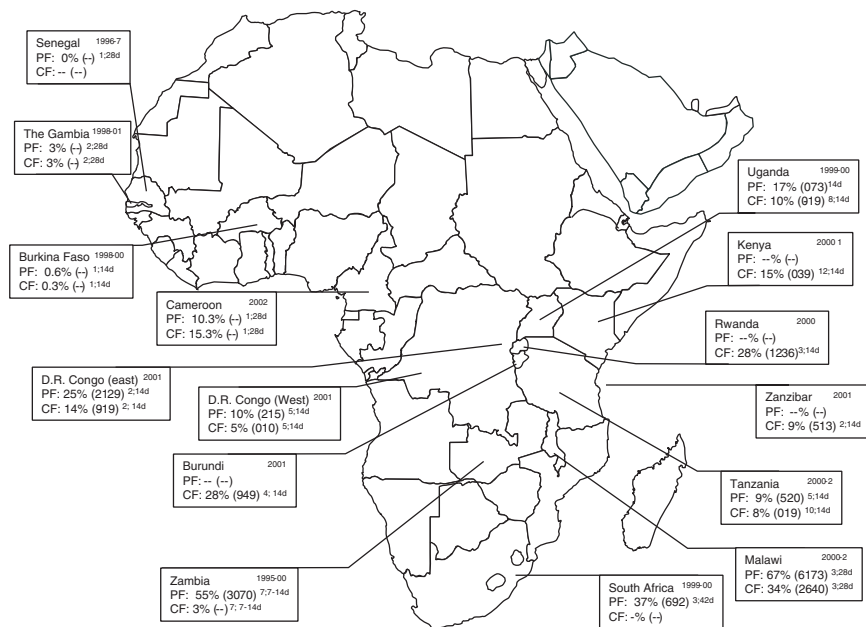 Senegal 1996-7
PF: 0% (--) 1;28d
CF: -- (--)
The Gambia 1998-01
PF: 3% (--) 2;28d
CF: 3% (--) 2;28d
Burkina Faso 1998-00
PF: 0.6% (--) 1;14d
CF: 0.3% (--) 1;14d
Cameroon 2002
PF: 10.3% (--) 1;28d
CF: 15.3% (--) 1;28d
D.R. Congo (east) 2001
PF: 25% (2129) 2;14d
CF: 14% (919) 2; 14d
D.R. Congo (West) 2001
PF: 10% (215) 5;14d
CF: 5% (010) 5;14d
Burundi 2001
PF: -- (--)
CF: 28% (949) 4; 14d
Zambia 1995-00
PF: 55% (3070) 7;7-14d
CF: 3% (--) 7; 7-14d
Uganda 1999-00
PF: 17% (073) 14d
CF: 10% (919) 8;14d
Kenya 2000 1
PF: --% (--)
CF: 15% (039) 12;14d
Rwanda 2000
PF: --% (--)
CF: 28% (1236) 3;14d
Zanzibar 2001
PF: --% (--)
CF: 9% (513) 2;14d
Tanzania 2000-2
PF: 9% (520) 5;14d
CF: 8% (019) 10;14d
Malawi 2000-2
PF: 67% (6173) 3;28d
CF: 34% (2640) 3;28d
South Africa 1999-00
PF: 37% (692) 3;42d
CF: -% (--)